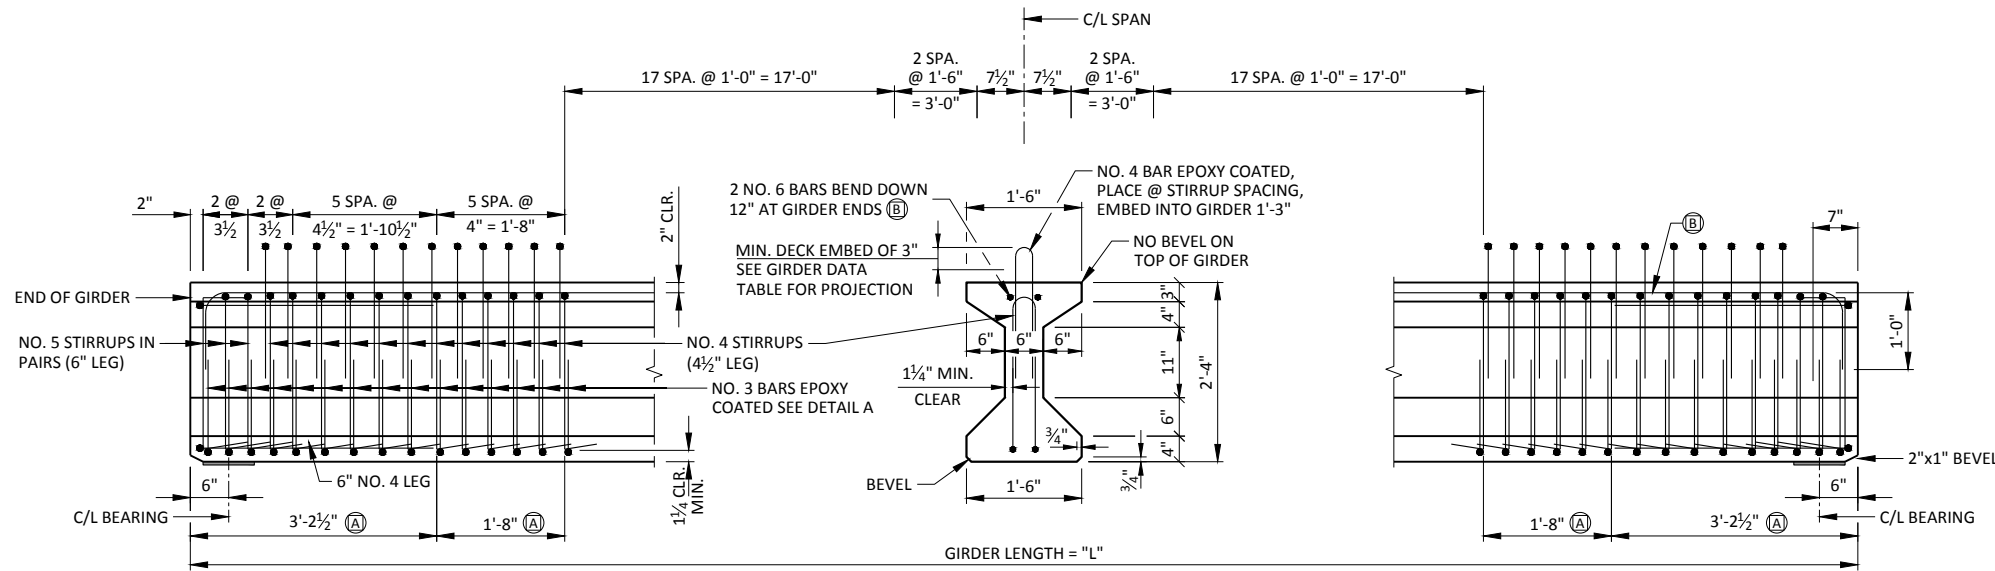 C/L SPAN
17 SPA. @ 1'-0" = 17'-0"
2 SPA.
@ 1'-6"
= 3'-0"
7½"
7½"
2 SPA.
@ 1'-6"
= 3'-0"
17 SPA. @ 1'-0" = 17'-0"
2"
2 @
3½
2 @
3½
5 SPA. @
4½" = 1'-10½"
5 SPA. @
4" = 1'-8"
2" CLR.
2 NO. 6 BARS BEND DOWN
12" AT GIRDER ENDS B
1'-6"
NO. 4 BAR EPOXY COATED,
PLACE @ STIRRUP SPACING,
EMBED INTO GIRDER 1'-3"
MIN. DECK EMBED OF 3"
SEE GIRDER DATA
TABLE FOR PROJECTION
NO BEVEL ON
TOP OF GIRDER
B
7"
END OF GIRDER
NO. 5 STIRRUPS IN
PAIRS (6" LEG)
NO. 4 STIRRUPS
(4½" LEG)
NO. 3 BARS EPOXY
COATED SEE DETAIL A
6"
6"
6"
1¼" MIN.
CLEAR
3"
4"
11"
6"
4"
2'-4"
1'-0"
¾"
¾"
BEVEL
1'-6"
6" NO. 4 LEG
1¼ CLR.
MIN.
6"
C/L BEARING
3'-2½" A
1'-8" A
1'-8" A
3'-2½" A
2"x1" BEVEL
6"
C/L BEARING
GIRDER LENGTH = "L"